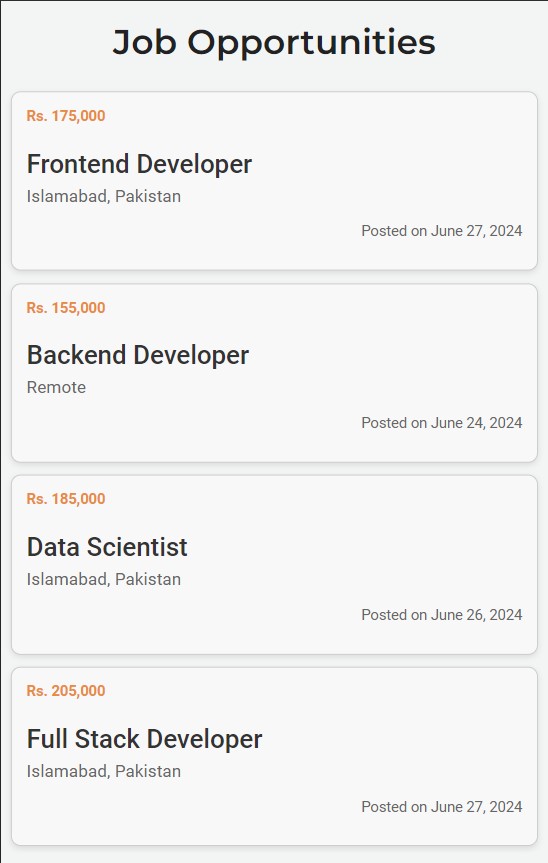 Job Opportunities
Rs. 175,000
Frontend Developer
Islamabad, Pakistan
Posted on June 27, 2024
Rs. 155,000
Backend Developer
Remote
Posted on June 24, 2024
Rs. 185,000
Data Scientist
Islamabad, Pakistan
Posted on June 26, 2024
Rs. 205,000
Full Stack Developer
Islamabad, Pakistan
Posted on June 27, 2024